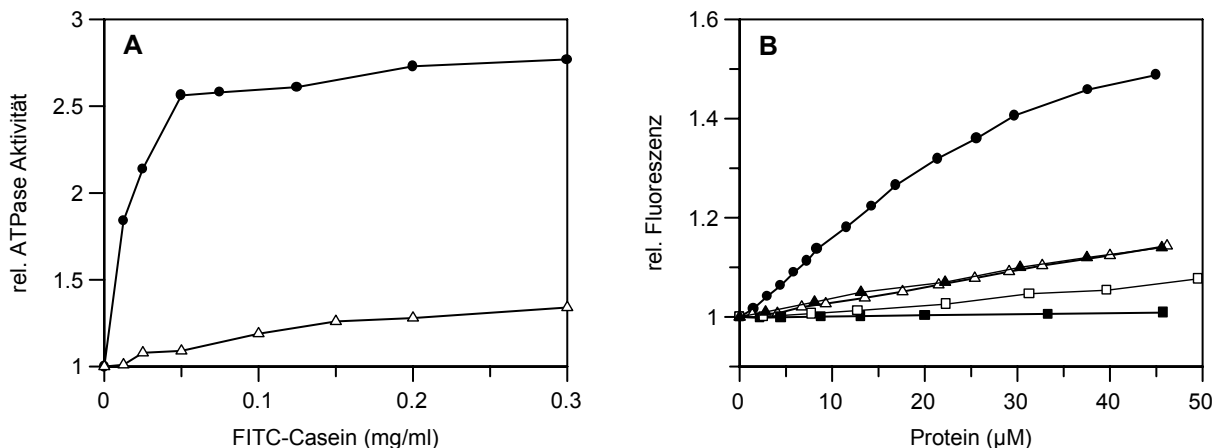 A
3
2.5
2
1.5
1
rel. ATPase Aktivität
0 0.1 0.2 0.3
FITC-Casein (mg/ml)
B
1.6
1.4
1.2
1
rel. Fluoreszenz
0 10 20 30 40 50
Protein (µM)